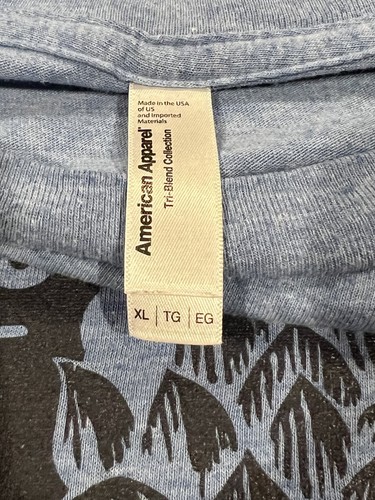 Made in the USA
of US
and Imported
Materials
American Apparel
Tri-Blend Collection
XL | TG | EG